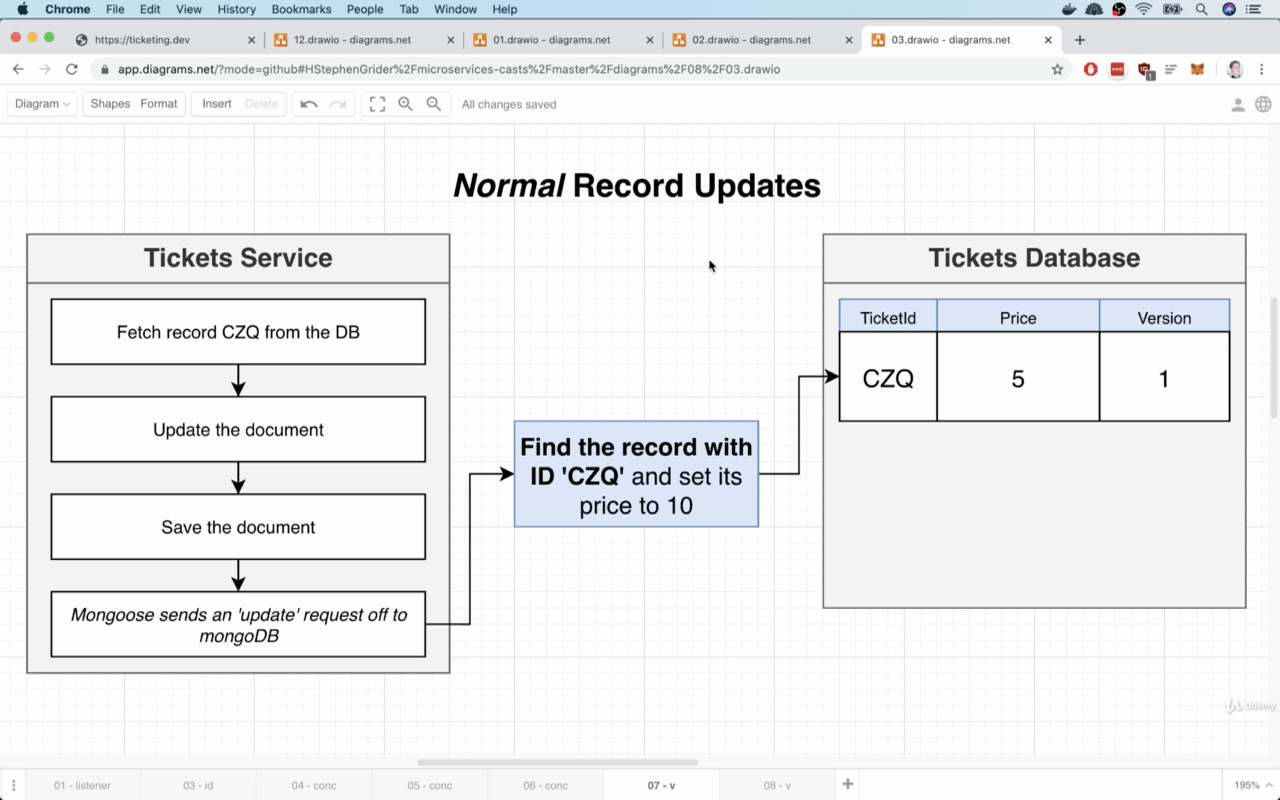 Chrome File Edit View History Bookmarks People Tab Window Help
https://ticketing.dev
12.drawio - diagrams.net
01.drawio - diagrams.net
02.drawio - diagrams.net
03.drawio - diagrams.net
app.diagrams.net/?mode=github#HStephenGrider%2Fmicroservices-casts%2Fmaster%2Fdiagrams%2F08%2F03.drawio
1
Diagram Shapes Format Insert Delete All changes saved
Normal Record Updates
Tickets Service
Fetch record CZQ from the DB
Update the document
Save the document
Mongoose sends an 'update' request off to
mongoDB
Find the record with
ID 'CZQ' and set its
price to 10
Tickets Database
TicketId Price Version
CZQ 5 1
Udemy
01 - listener 03 - id 04 - conc 05 - conc 06 - conc 07 - v 08 - v 195%